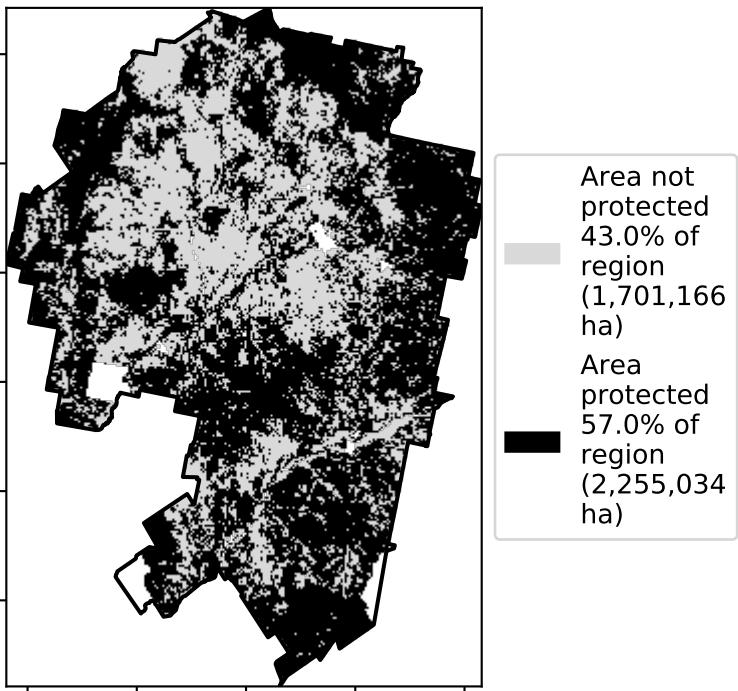 Area not
protected
43.0% of
region
(1,701,166
ha)
Area
protected
57.0% of
region
(2,255,034
ha)